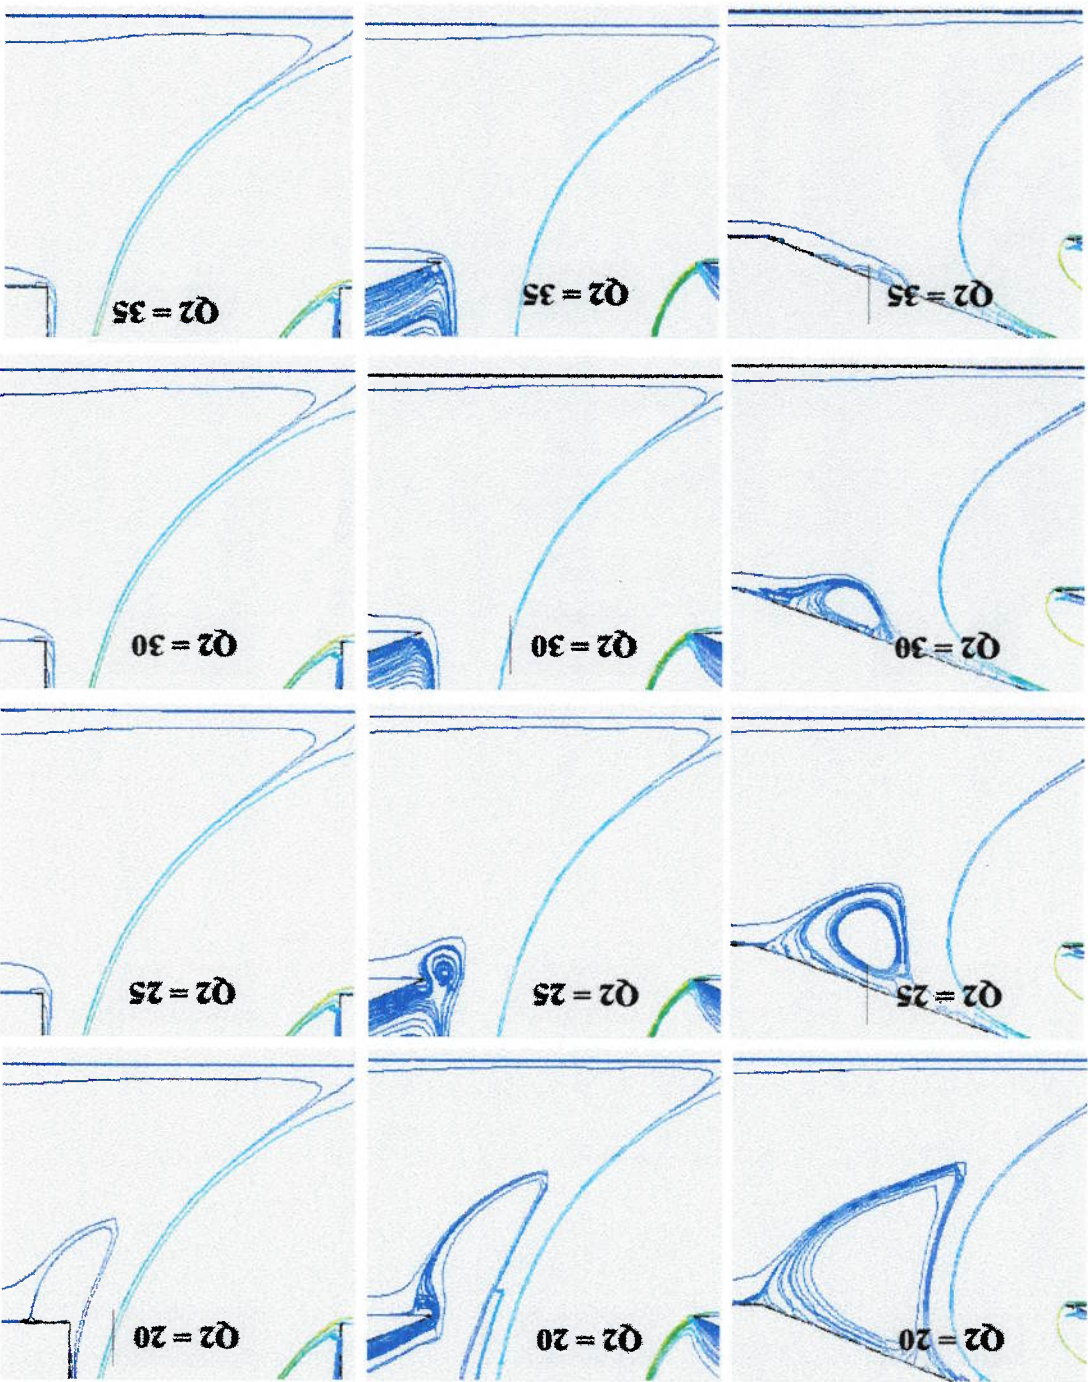 Q2 = 20
Q2 = 20
Q2 = 20
Q2 = 25
Q2 = 25
Q2 = 25
Q2 = 30
Q2 = 30
Q2 = 30
Q2 = 35
Q2 = 35
Q2 = 35